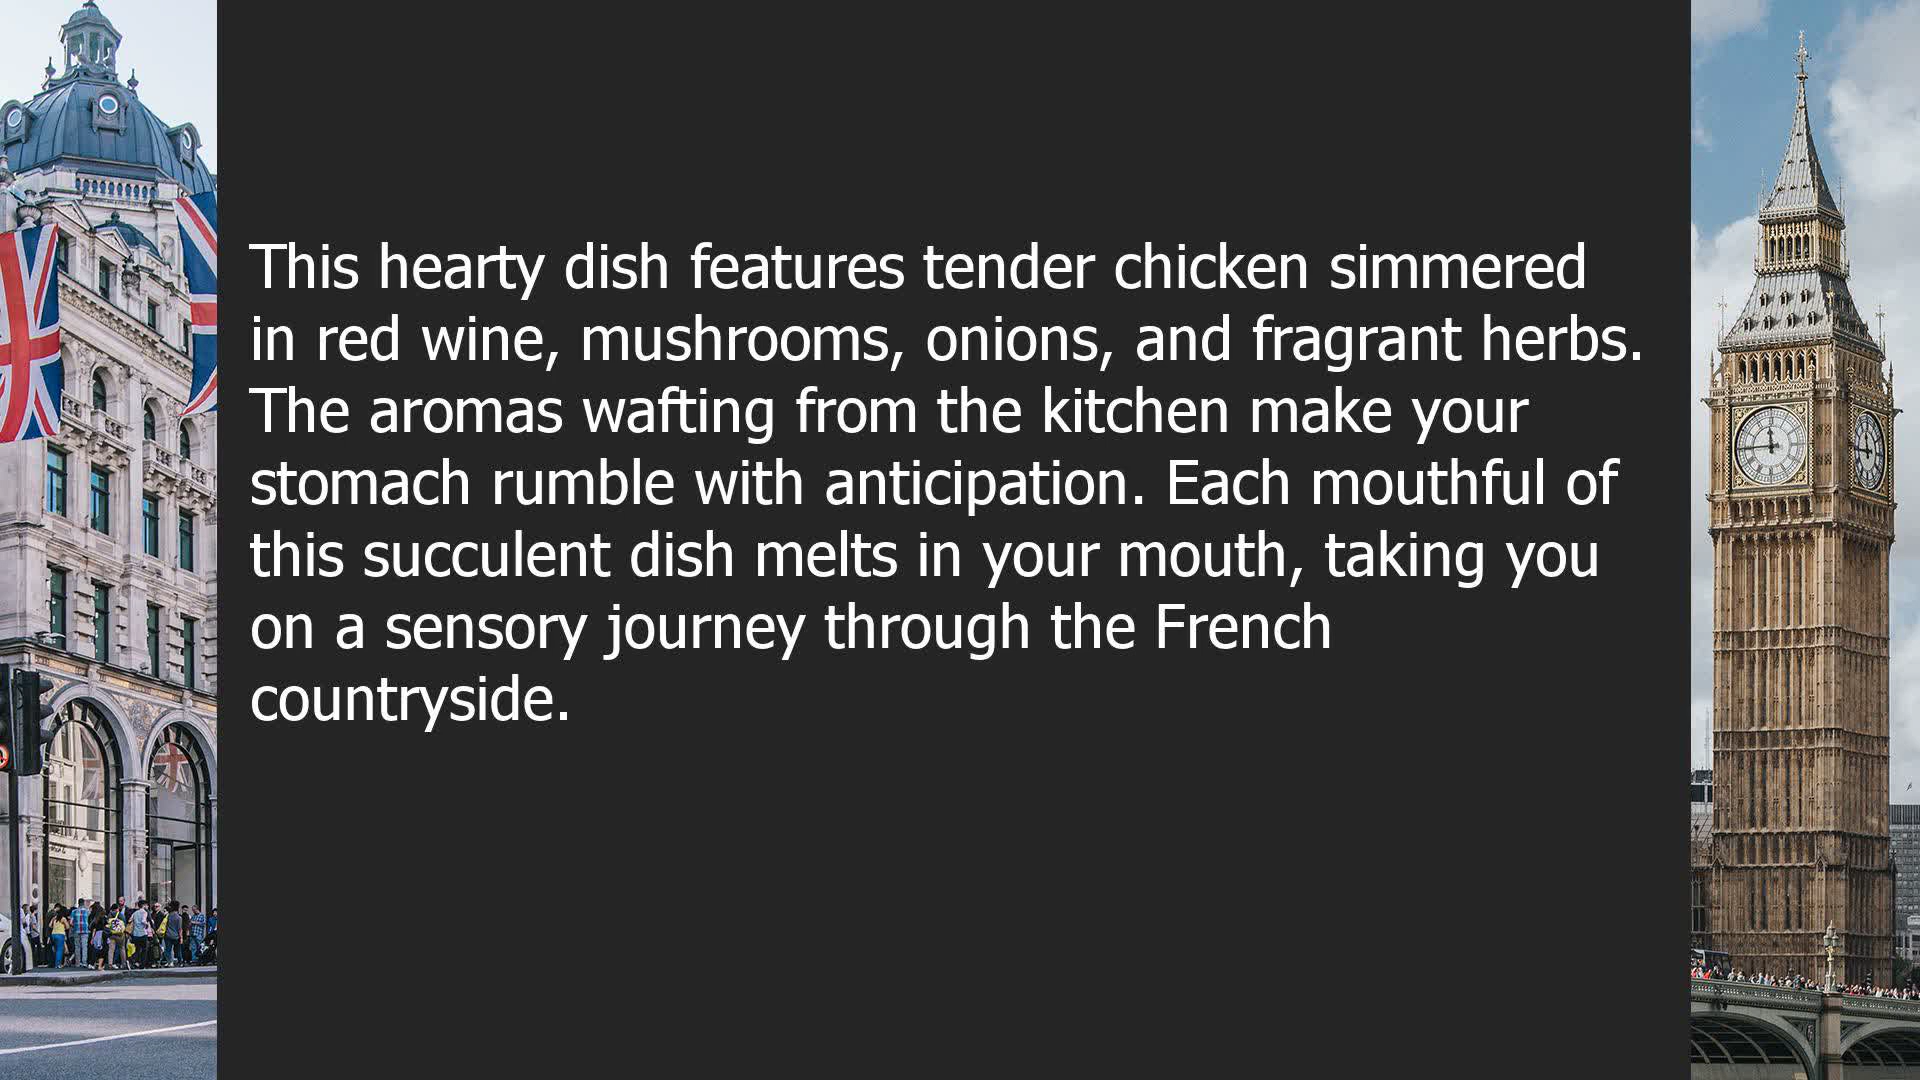 This hearty dish features tender chicken simmered
in red wine, mushrooms, onions, and fragrant herbs.
The aromas wafting from the kitchen make your
stomach rumble with anticipation. Each mouthful of
this succulent dish melts in your mouth, taking you
on a sensory journey through the French
countryside.